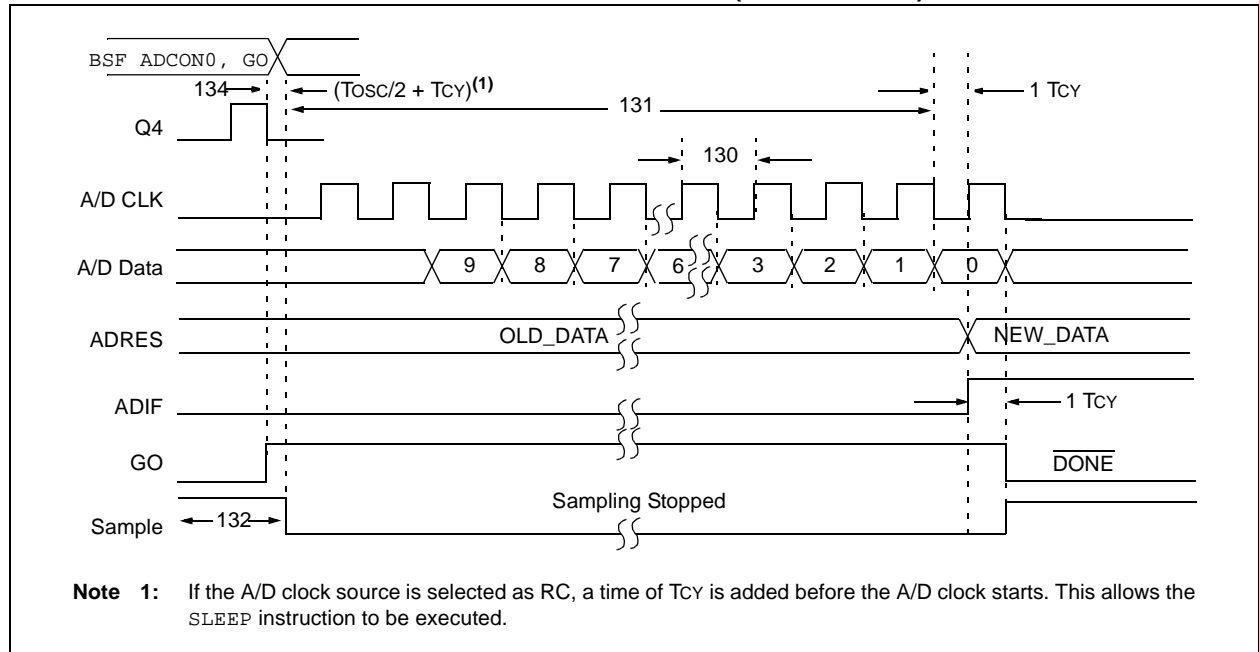 BSF ADCON0, GO
134
(TOSC/2 + TCY)(1)
1 TCY
131
Q4
130
A/D CLK
A/D Data
9 8 7 6 3 2 1 0
ADRES
OLD_DATA
NEW_DATA
ADIF
1 TCY
GO
DONE
Sampling Stopped
Sample
132
Note 1: If the A/D clock source is selected as RC, a time of TCY is added before the A/D clock starts. This allows the
SLEEP instruction to be executed.